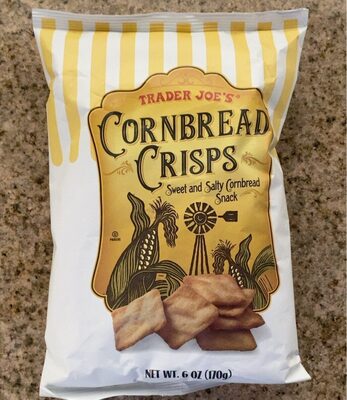 TRADER JOE'S
CORNBREAD
CRISPS
Sweet and Salty Cornbread
Snack
NET WT. 6 OZ (170g)